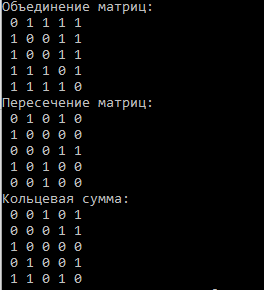 Объединение матриц:
0 1 1 1 1
1 0 0 1 1
1 0 0 1 1
1 1 1 0 1
1 1 1 1 0
Пересечение матриц:
0 1 0 1 0
1 0 0 0 0
0 0 0 1 1
1 0 1 0 0
0 0 1 0 0
Кольцевая сумма:
0 0 1 0 1
0 0 0 1 1
1 0 0 0 0
0 1 0 0 1
1 1 0 1 0